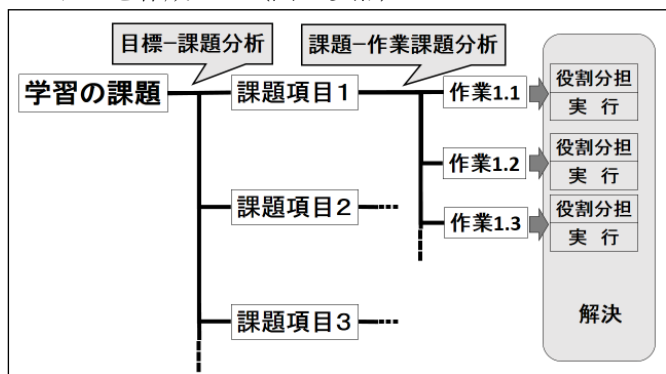 目標−課題分析
課題−作業課題分析
学習の課題
課題項目1
作業1.1
役割分担
実 行
作業1.2
役割分担
実 行
課題項目2
作業1.3
役割分担
実 行
課題項目3
解決